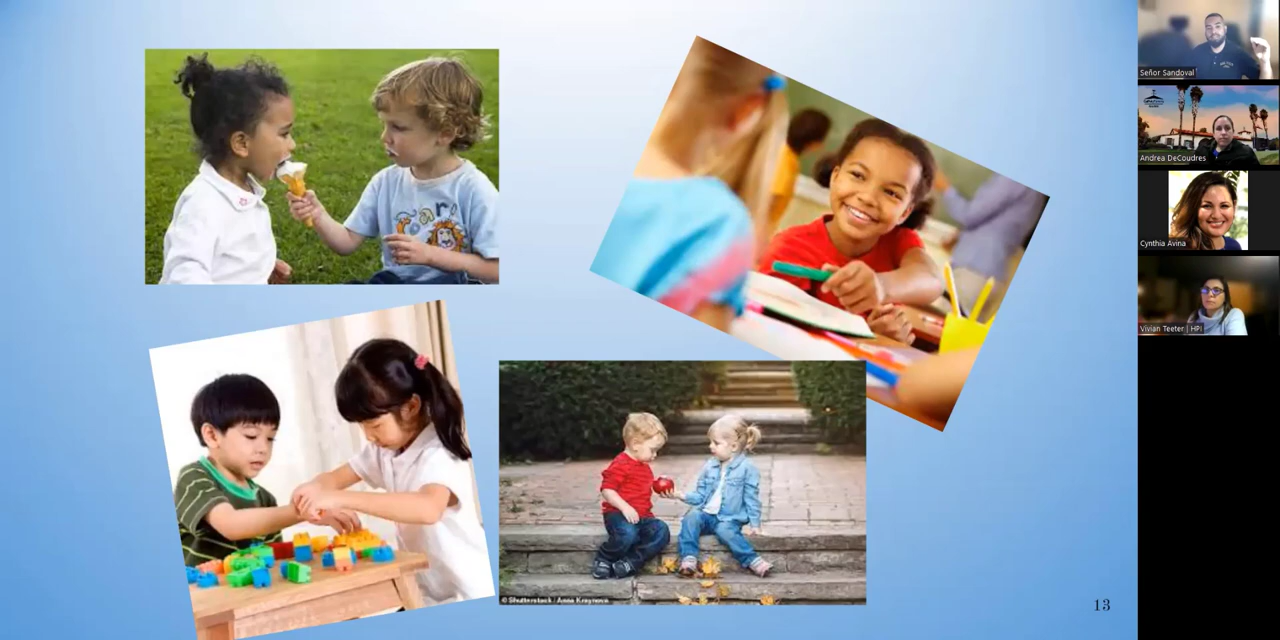 Señor Sandoval
Andrea DeCoudres
Cynthia Avina
Vivian Teeter | HPI
© Shutterstock / Anna Kraynova
13